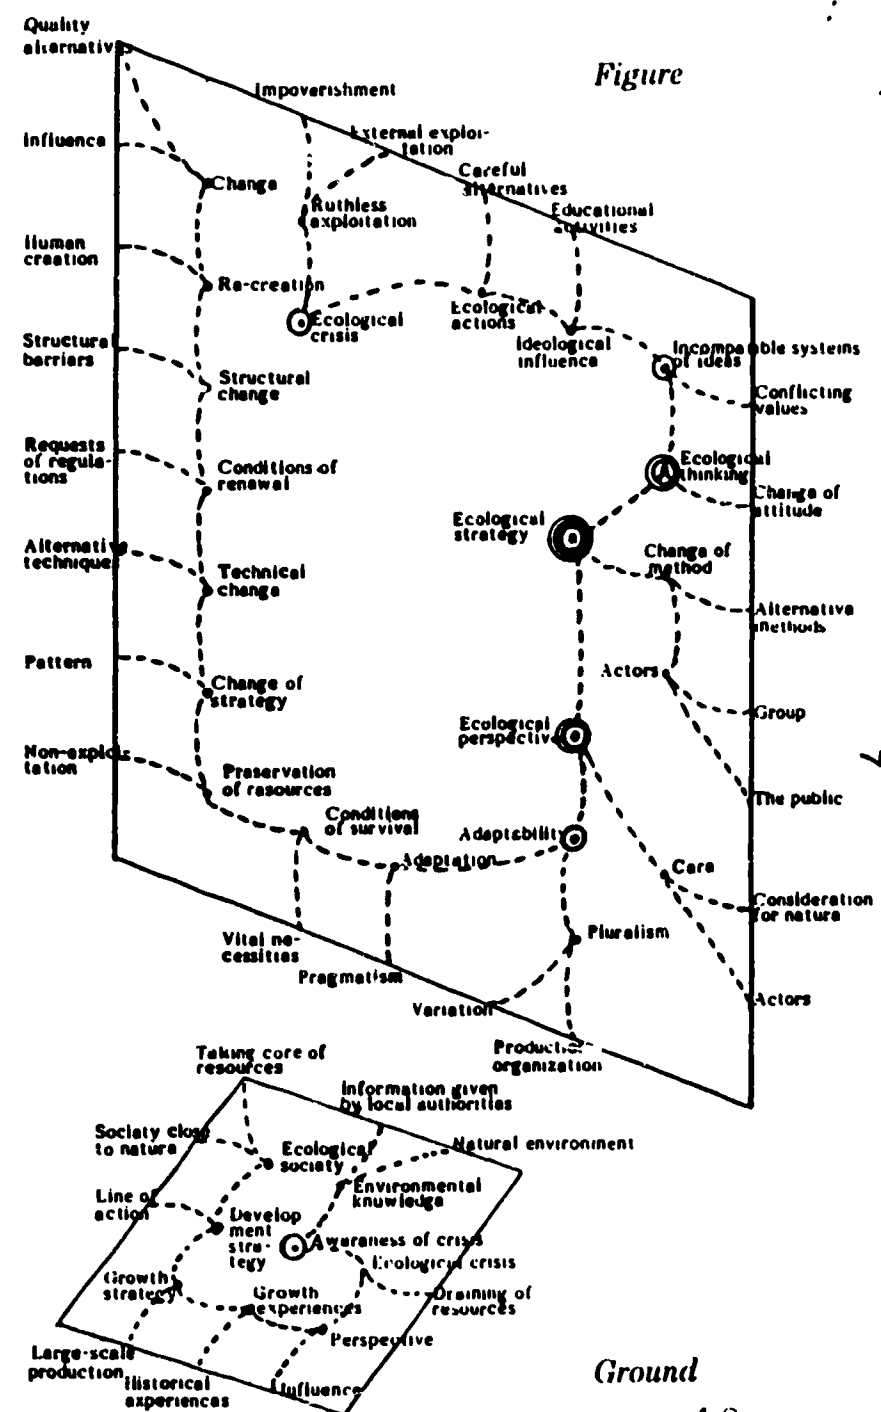 Quality
alternatives
Figure
Impoverishment
External exploi-
tation
Influence
Careful
alternatives
Change
Ruthless
exploitation
Educational
activities
Human
creation
Re-creation
Ecological
crisis
Ecological
actions
Ideological
influence
Structural
barriers
Incompatible systems
of ideas
Structural
change
Conflicting
values
Requests
of regula-
tions
Conditions of
renewal
Ecological
thinking
Change of
attitude
Ecological
strategy
Alternative
techniques
Technical
change
Change of
method
Alternative
methods
Pattern
Change of
strategy
Actors
Group
Ecological
perspective
Non-exploi-
tation
Preservation
of resources
The public
Conditions
of survival
Adaptability
Adaptation
Care
Consideration
for nature
Vital ne-
cessities
Pluralism
Pragmatism
Variation
Actors
Production
organization
Taking core of
resources
Information given
by local authorities
Society close
to nature
Ecological
society
Natural environment
Environmental
knowledge
Line of
action
Develop
ment
stra-
tegy
Awareness of crisis
Ecological crisis
Growth
strategy
Growth
experiences
Draining of
resources
Perspective
Large-scale
production
Historical
experiences
Influence
Ground